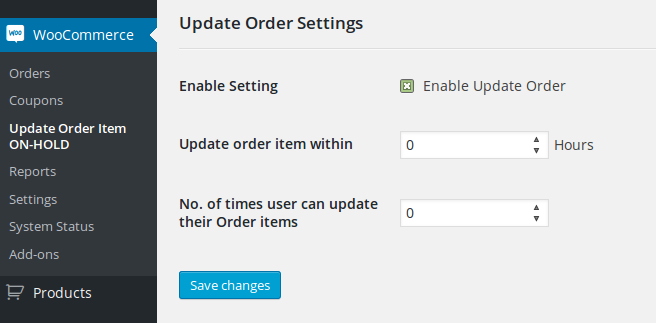 Woo WooCommerce
Orders
Coupons
Update Order Item
ON-HOLD
Reports
Settings
System Status
Add-ons
Products
Update Order Settings
Enable Setting
Enable Update Order
Update order item within
0
Hours
No. of times user can update
their Order items
0
Save changes